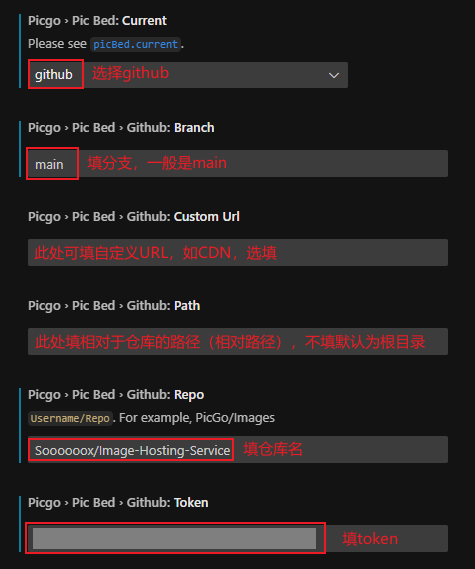 Picgo › Pic Bed: Current
Please see picBed.current.
github 选择github
Picgo › Pic Bed › Github: Branch
main 填分支，一般是main
Picgo › Pic Bed › Github: Custom Url
此处可填自定义URL，如CDN，选填
Picgo › Pic Bed › Github: Path
此处填相对于仓库的路径（相对路径），不填默认为根目录
Picgo › Pic Bed › Github: Repo
Username/Repo. For example, PicGo/Images
Soooooox/Image-Hosting-Service 填仓库名
Picgo › Pic Bed › Github: Token
填token